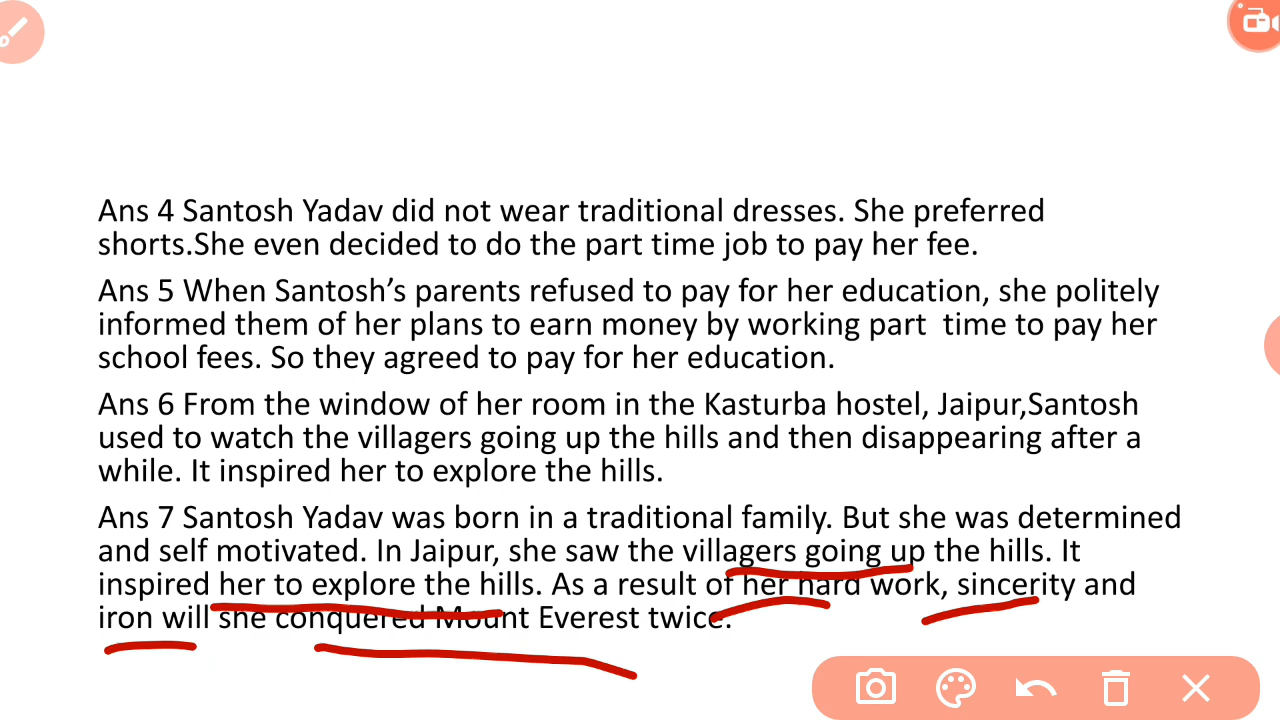 Ans 4 Santosh Yadav did not wear traditional dresses. She preferred
shorts.She even decided to do the part time job to pay her fee.
Ans 5 When Santosh’s parents refused to pay for her education, she politely
informed them of her plans to earn money by working part  time to pay her
school fees. So they agreed to pay for her education.
Ans 6 From the window of her room in the Kasturba hostel, Jaipur,Santosh
used to watch the villagers going up the hills and then disappearing after a
while. It inspired her to explore the hills.
Ans 7 Santosh Yadav was born in a traditional family. But she was determined
and self motivated. In Jaipur, she saw the villagers going up the hills. It
inspired her to explore the hills. As a result of her hard work, sincerity and
iron will she conquered Mount Everest twice.